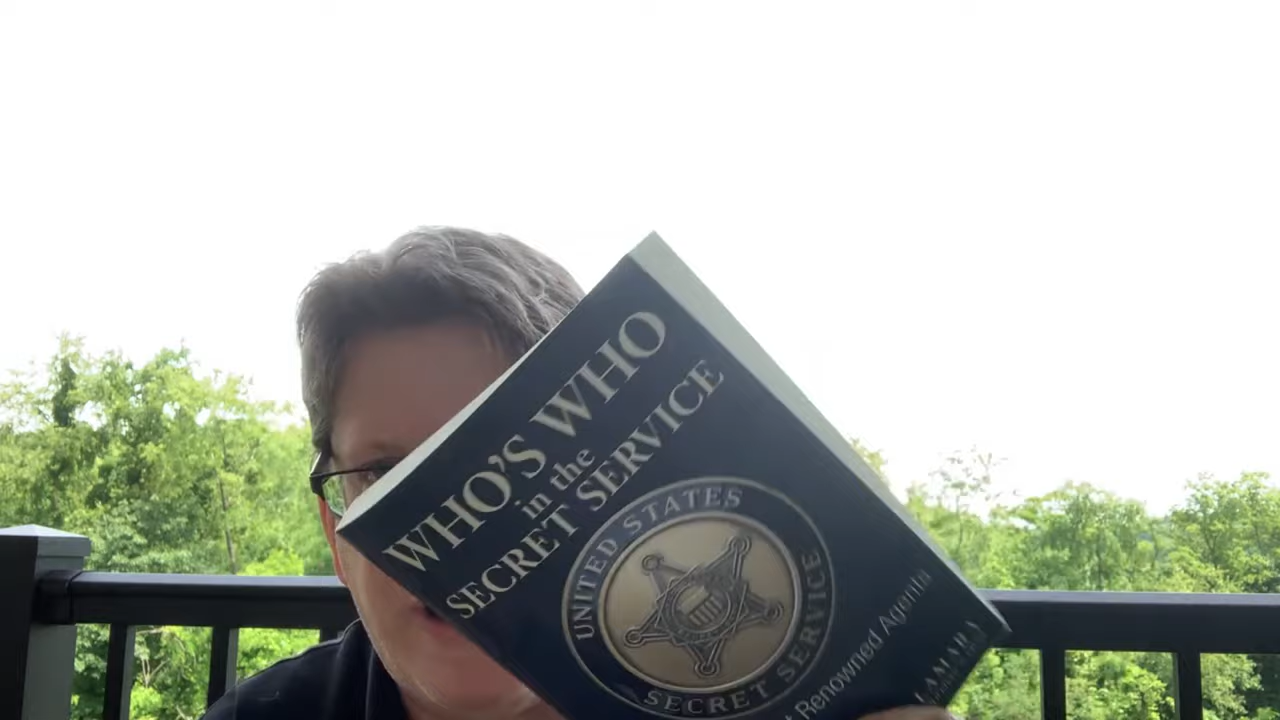 WHO'S WHO
in the
SECRET SERVICE
UNITED STATES
SECRET SERVICE
Renowned Agents